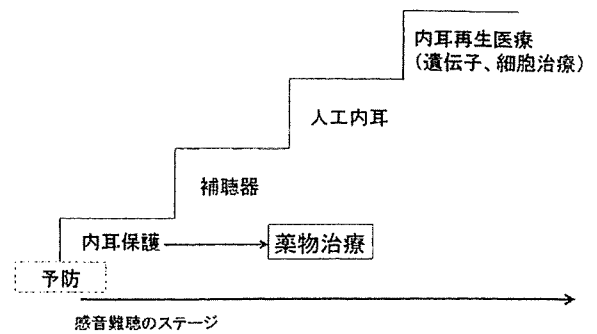 内耳再生医療
(遺伝子、細胞治療)
人工内耳
補聴器
内耳保護
薬物治療
予防
感音難聴のステージ